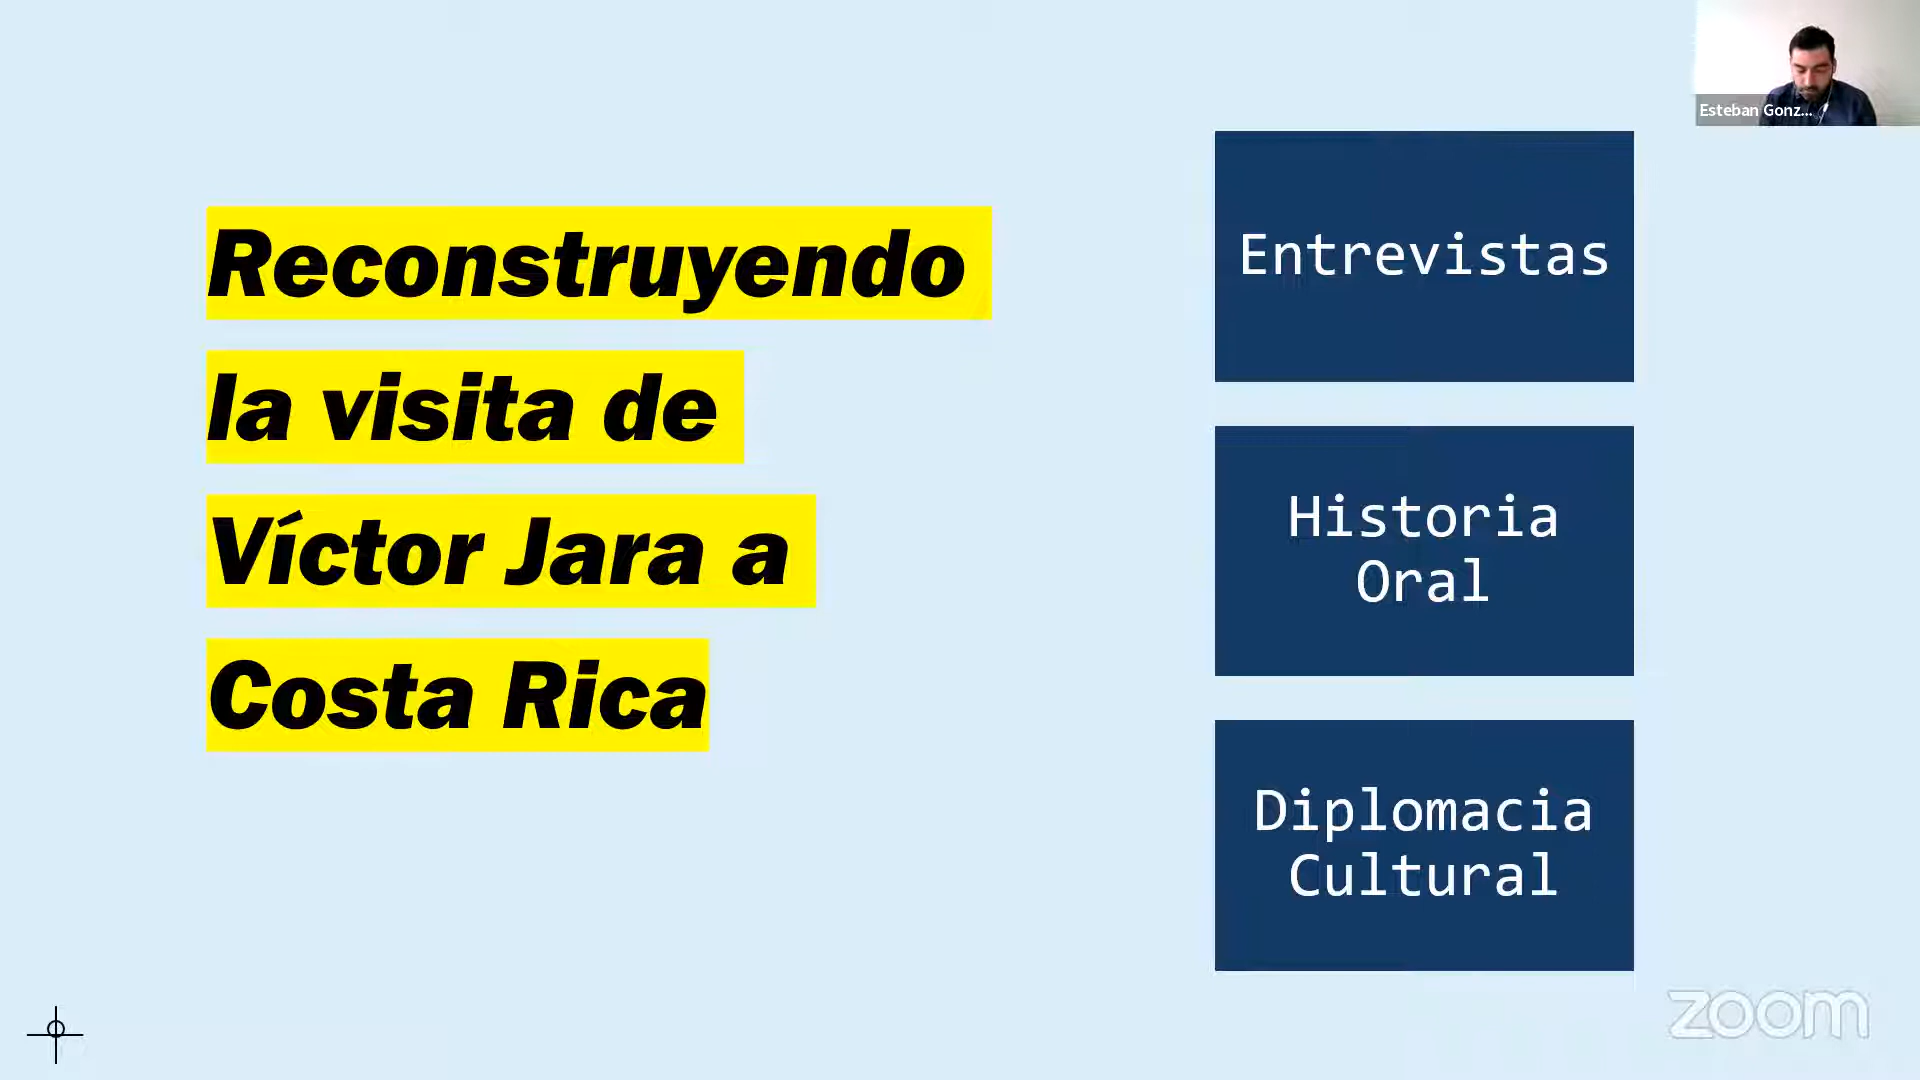 Reconstruyendo
la visita de
Víctor Jara a
Costa Rica
Entrevistas
Historia
Oral
Diplomacia
Cultural
Esteban Gonz...
zoom